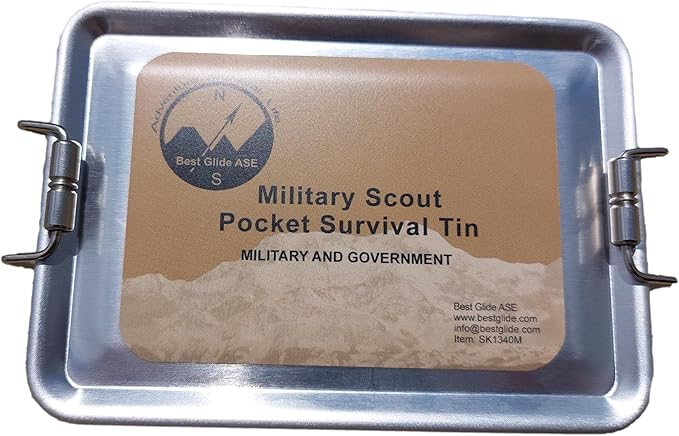 N
Best Glide ASE
S
Military Scout
Pocket Survival Tin
MILITARY AND GOVERNMENT
Best Glide ASE
www.bestglide.com
info@bestglide.com
Item: SK1340M